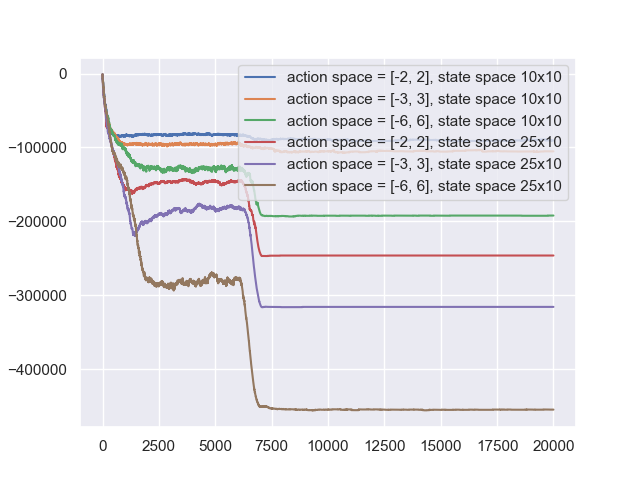 0
−100000
−200000
−300000
−400000
action space = [-2, 2], state space 10x10
action space = [-3, 3], state space 10x10
action space = [-6, 6], state space 10x10
action space = [-2, 2], state space 25x10
action space = [-3, 3], state space 25x10
action space = [-6, 6], state space 25x10
0 2500 5000 7500 10000 12500 15000 17500 20000